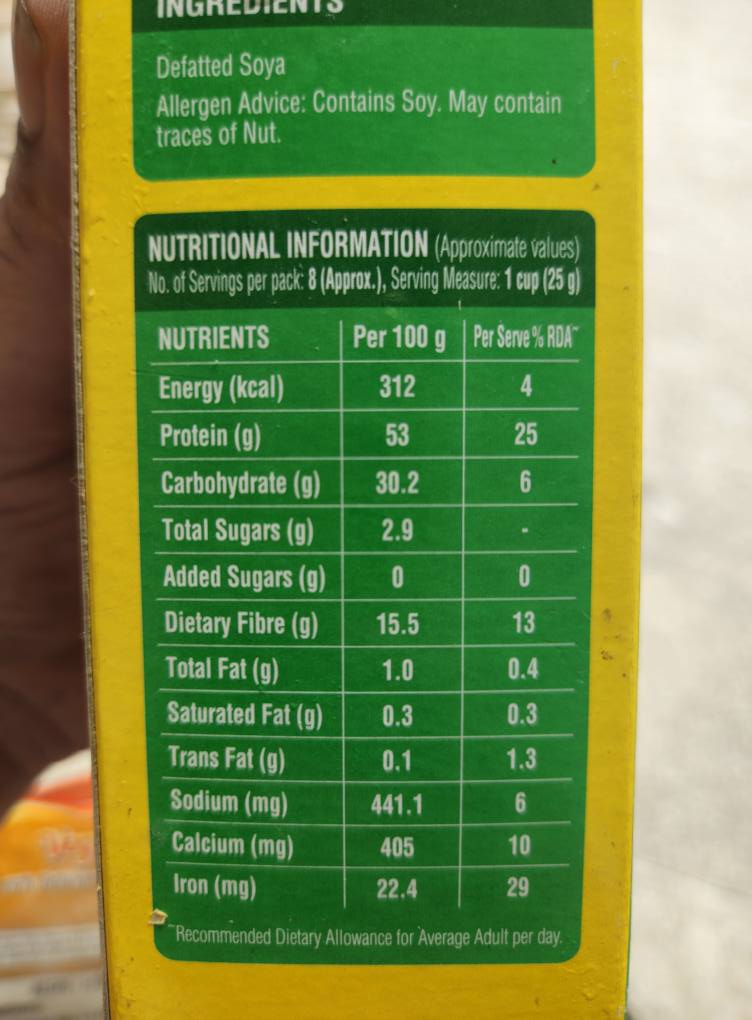 INGREDIENTS
Defatted Soya
Allergen Advice: Contains Soy. May contain
traces of Nut.
NUTRITIONAL INFORMATION (Approximate values)
No. of Servings per pack: 8 (Approx.), Serving Measure: 1 cup (25 g)
NUTRIENTS Per 100 g Per Serve % RDA~
Energy (kcal) 312 4
Protein (g) 53 25
Carbohydrate (g) 30.2 6
Total Sugars (g) 2.9 -
Added Sugars (g) 0 0
Dietary Fibre (g) 15.5 13
Total Fat (g) 1.0 0.4
Saturated Fat (g) 0.3 0.3
Trans Fat (g) 0.1 1.3
Sodium (mg) 441.1 6
Calcium (mg) 405 10
Iron (mg) 22.4 29
~Recommended Dietary Allowance for Average Adult per day.